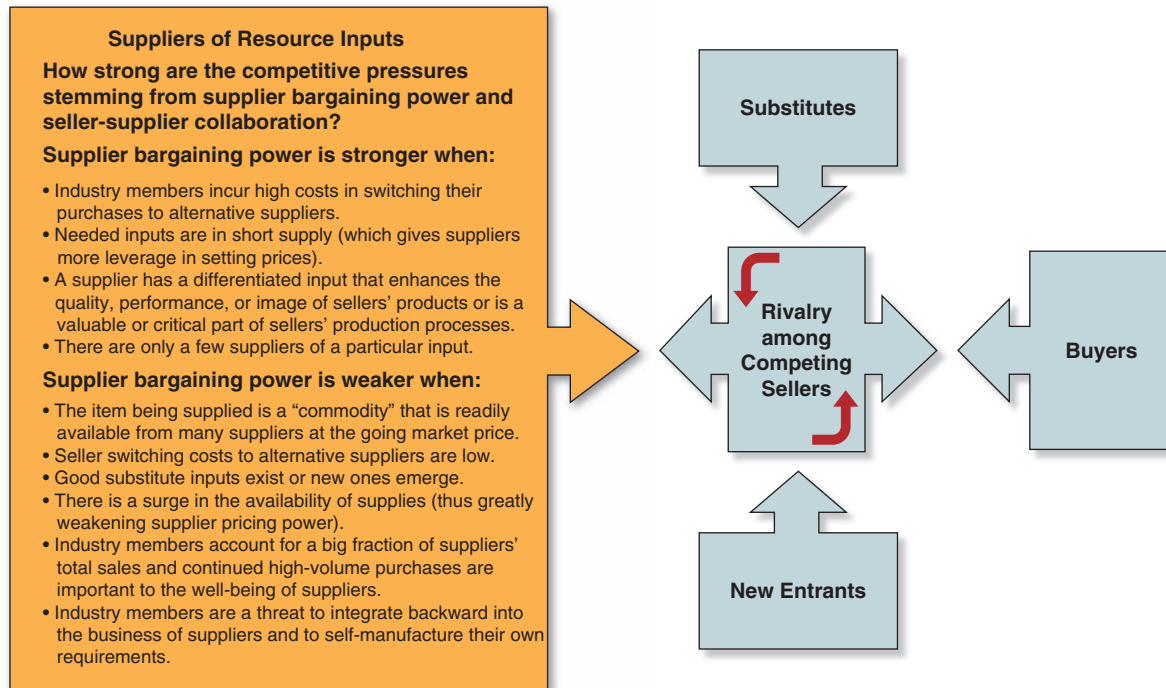 Suppliers of Resource Inputs
How strong are the competitive pressures
stemming from supplier bargaining power and
seller-supplier collaboration?
Supplier bargaining power is stronger when:
• Industry members incur high costs in switching their
purchases to alternative suppliers.
• Needed inputs are in short supply (which gives suppliers
more leverage in setting prices).
• A supplier has a differentiated input that enhances the
quality, performance, or image of sellers’ products or is a
valuable or critical part of sellers’ production processes.
• There are only a few suppliers of a particular input.
Supplier bargaining power is weaker when:
• The item being supplied is a “commodity” that is readily
available from many suppliers at the going market price.
• Seller switching costs to alternative suppliers are low.
• Good substitute inputs exist or new ones emerge.
• There is a surge in the availability of supplies (thus greatly
weakening supplier pricing power).
• Industry members account for a big fraction of suppliers’
total sales and continued high-volume purchases are
important to the well-being of suppliers.
• Industry members are a threat to integrate backward into
the business of suppliers and to self-manufacture their own
requirements.
Substitutes
Rivalry
among
Competing
Sellers
Buyers
New Entrants